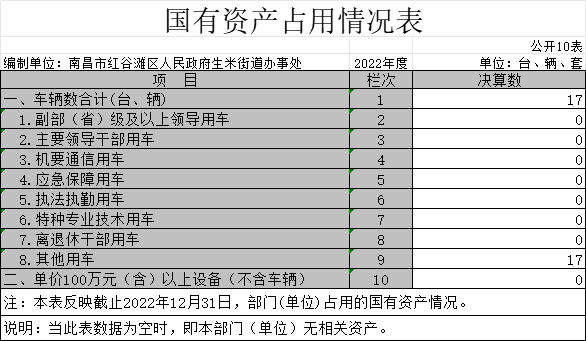 国有资产占用情况表
公开10表
编制单位：南昌市红谷滩区人民政府生米街道办事处 2022年度 单位：台、辆、套
项 目 栏次 决算数
一、车辆数合计(台、辆) 1 17
1.副部（省）级及以上领导用车 2 0
2.主要领导干部用车 3 0
3.机要通信用车 4 0
4.应急保障用车 5 0
5.执法执勤用车 6 0
6.特种专业技术用车 7 0
7.离退休干部用车 8 0
8.其他用车 9 17
二、单价100万元（含）以上设备（不含车辆） 10 0
注：本表反映截止2022年12月31日，部门(单位)占用的国有资产情况。
说明：当此表数据为空时，即本部门（单位）无相关资产。